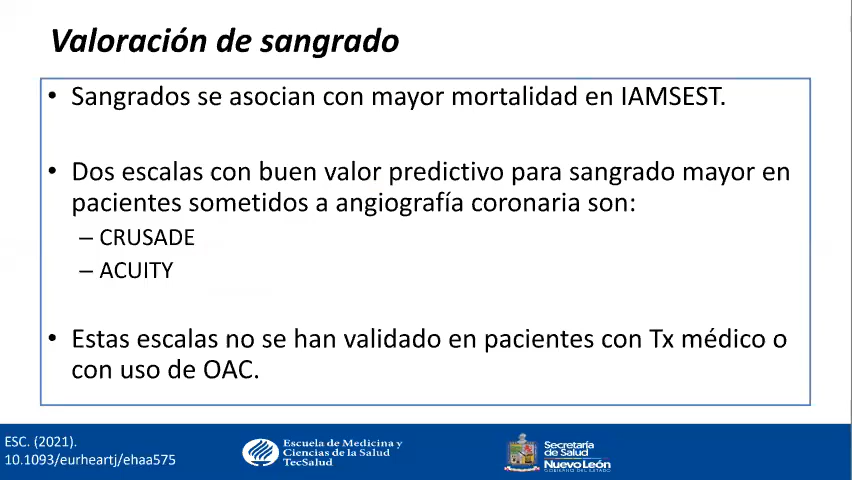 Valoración de sangrado
• Sangrados se asocian con mayor mortalidad en IAMSEST.
• Dos escalas con buen valor predictivo para sangrado mayor en
pacientes sometidos a angiografía coronaria son:
– CRUSADE
– ACUITY
• Estas escalas no se han validado en pacientes con Tx médico o
con uso de OAC.
ESC. (2021).
10.1093/eurheartj/ehaa575
Escuela de Medicina y
Ciencias de la Salud
TecSalud
Secretaría
de Salud
Nuevo León
GOBIERNO DEL ESTADO